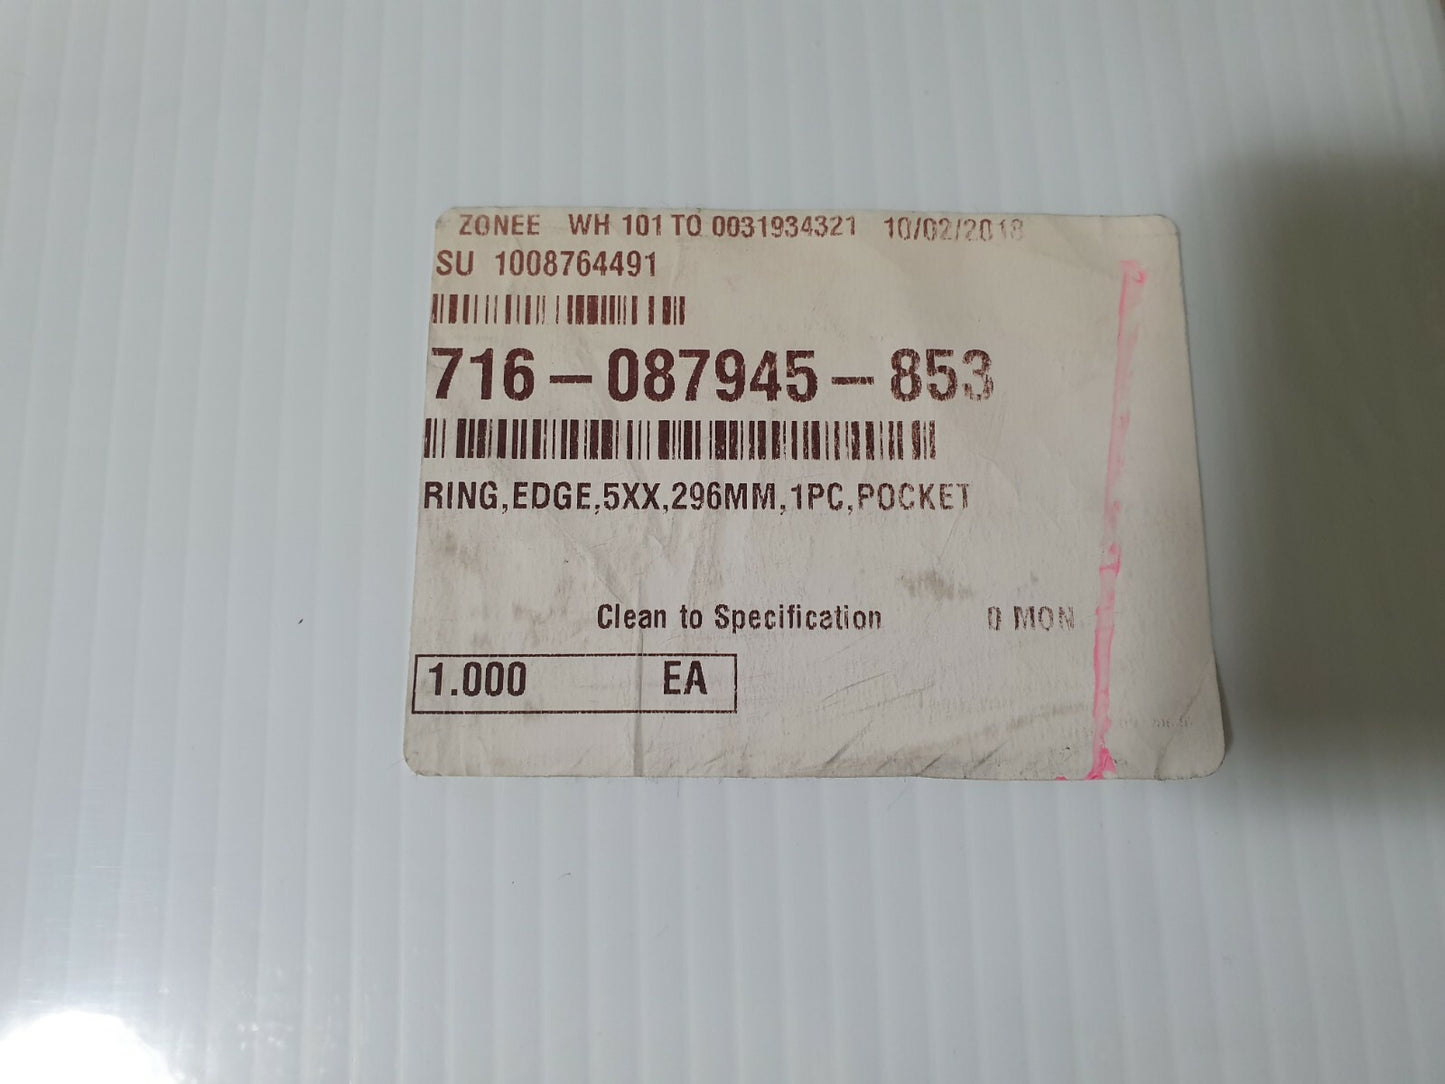 ZONEE WH 101 TO 0031934321 10/02/2018
SU 1008764491
716-087945-853
RING,EDGE,5XX,296MM,1PC,POCKET
Clean to Specification 0 MON
1.000 EA